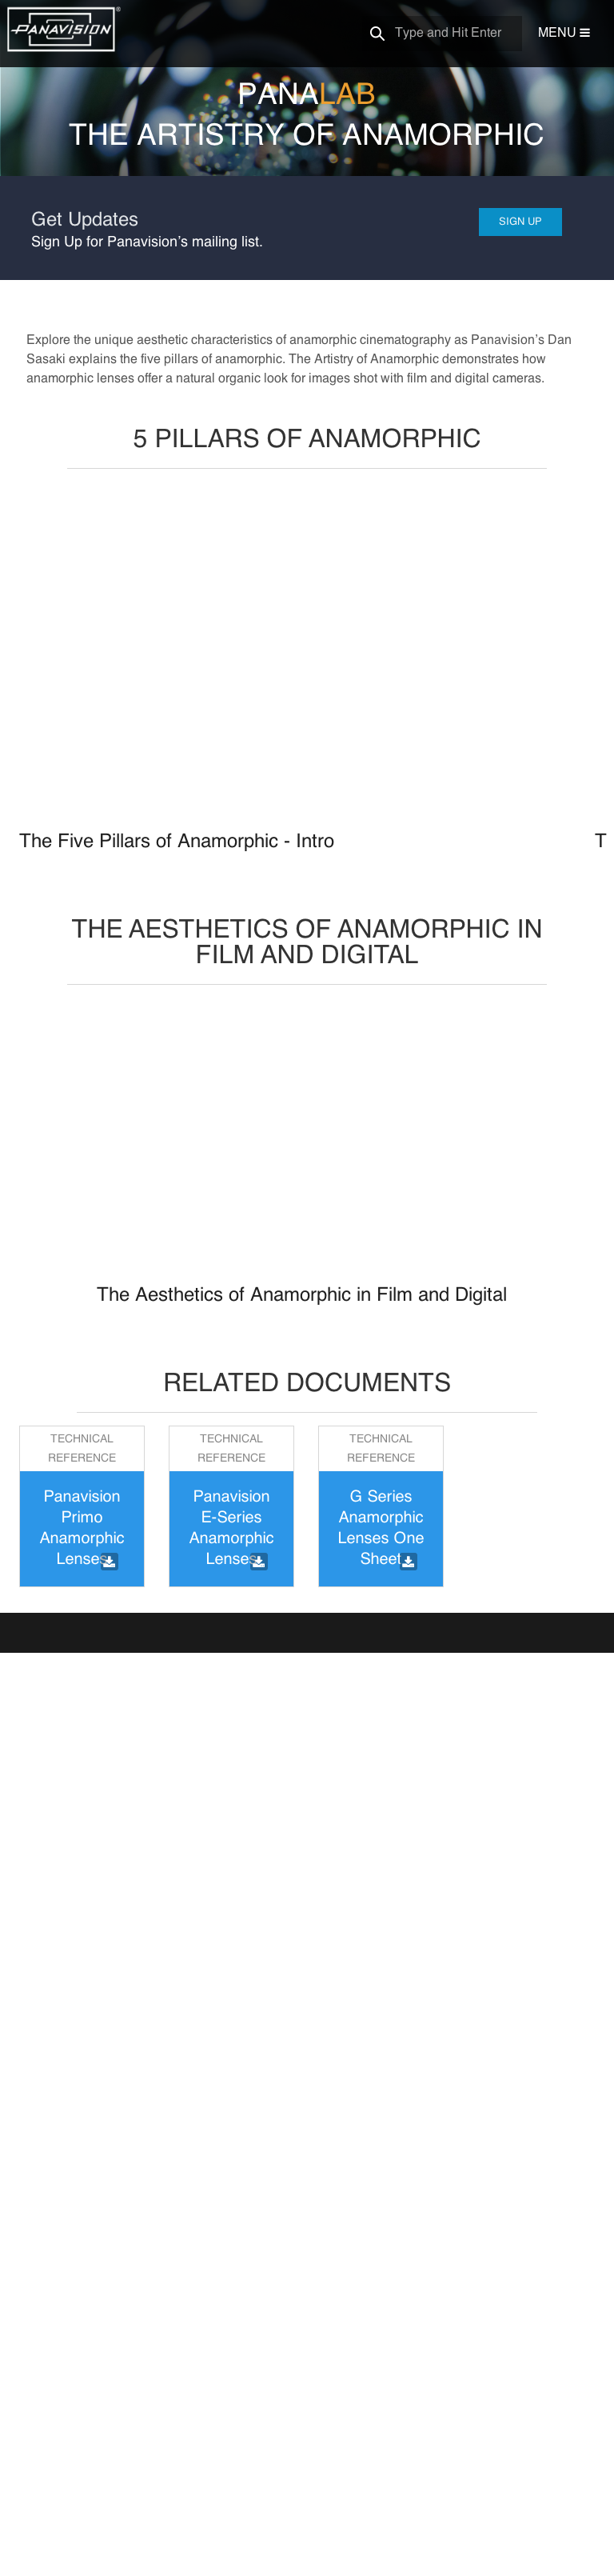 PANAVISION®
Type and Hit Enter
MENU
PANALAB
THE ARTISTRY OF ANAMORPHIC
Get Updates
SIGN UP
Sign Up for Panavision's mailing list.
Explore the unique aesthetic characteristics of anamorphic cinematography as Panavision's Dan
Sasaki explains the five pillars of anamorphic. The Artistry of Anamorphic demonstrates how
anamorphic lenses offer a natural organic look for images shot with film and digital cameras.
5 PILLARS OF ANAMORPHIC
The Five Pillars of Anamorphic - Intro
T
THE AESTHETICS OF ANAMORPHIC IN
FILM AND DIGITAL
The Aesthetics of Anamorphic in Film and Digital
RELATED DOCUMENTS
TECHNICAL
REFERENCE
Panavision
Primo
Anamorphic
Lenses
TECHNICAL
REFERENCE
Panavision
E-Series
Anamorphic
Lenses
TECHNICAL
REFERENCE
G Series
Anamorphic
Lenses One
Sheet